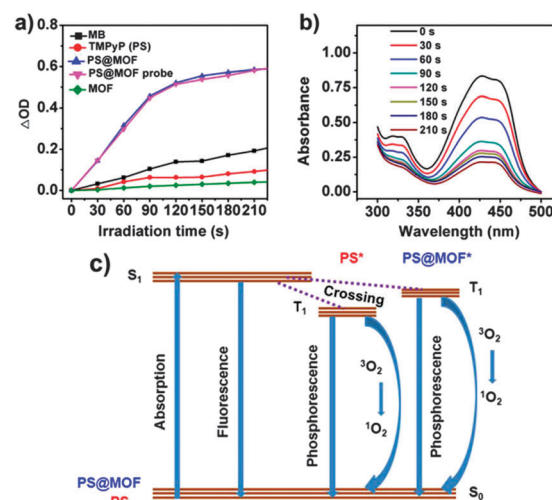 a)
MB
TMPyP (PS)
PS@MOF
PS@MOF probe
MOF
ΔOD
0.6
0.4
0.2
0.0
0 30 60 90 120 150 180 210
Irradiation time (s)
b)
0 s
30 s
60 s
90 s
120 s
150 s
180 s
210 s
Absorbance
1.00
0.75
0.50
0.25
0.00
300 350 400 450 500
Wavelength (nm)
c)
S1
PS*
PS@MOF*
Crossing
T1
T1
Absorption
Fluorescence
Phosphorescence
3O2
1O2
Phosphorescence
3O2
1O2
PS@MOF
S0
PS